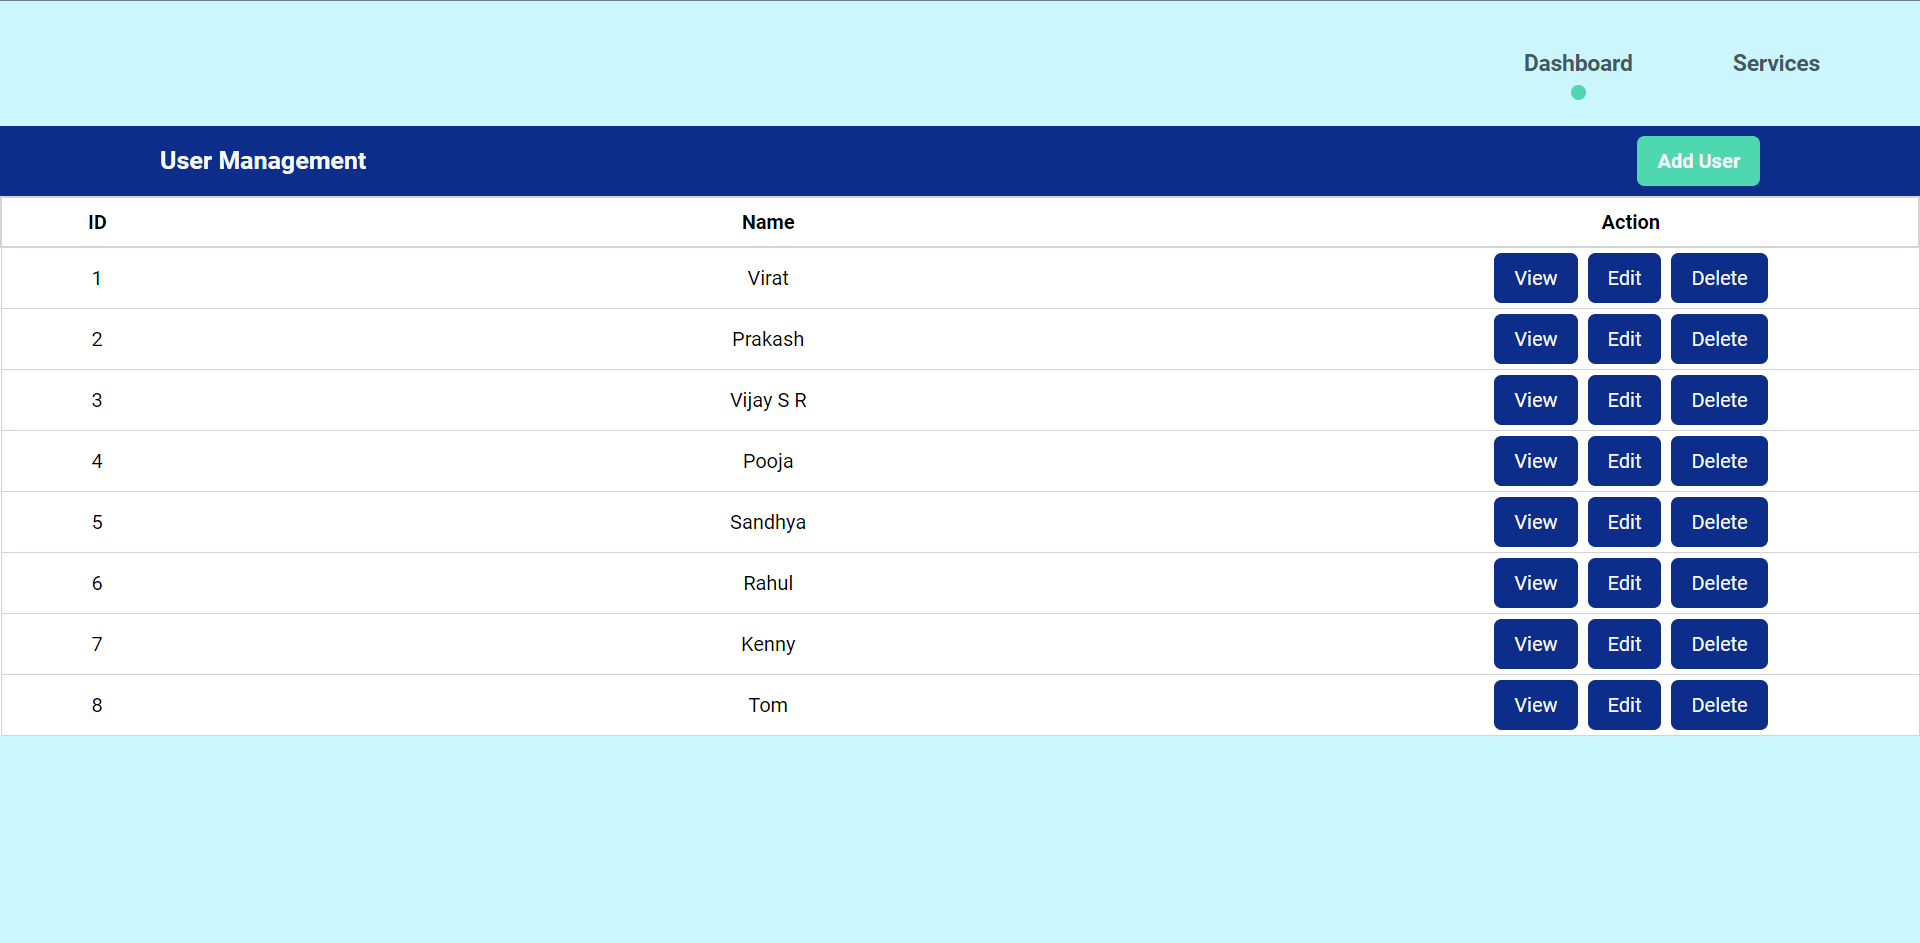 Dashboard Services
User Management Add User
ID Name Action
1 Virat View Edit Delete
2 Prakash View Edit Delete
3 Vijay S R View Edit Delete
4 Pooja View Edit Delete
5 Sandhya View Edit Delete
6 Rahul View Edit Delete
7 Kenny View Edit Delete
8 Tom View Edit Delete